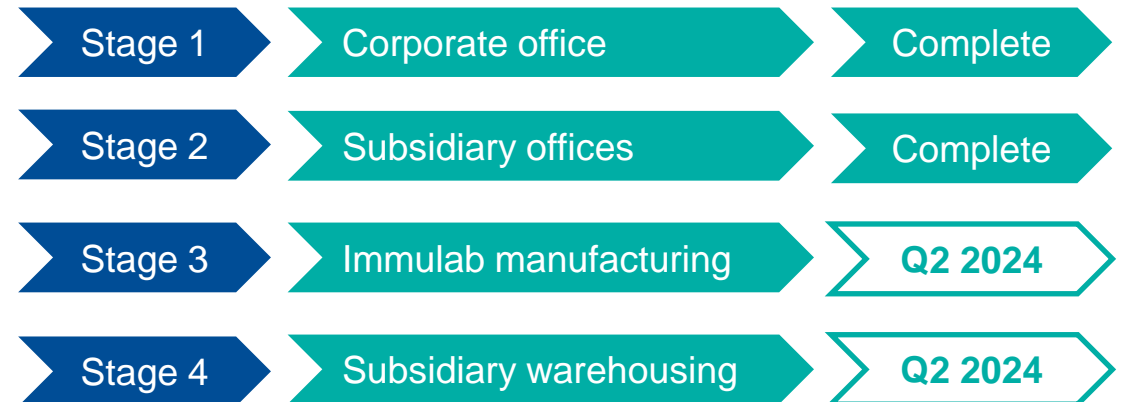 Stage 1 Corporate office Complete
Stage 2 Subsidiary offices Complete
Stage 3 Immulab manufacturing Q2 2024
Stage 4 Subsidiary warehousing Q2 2024